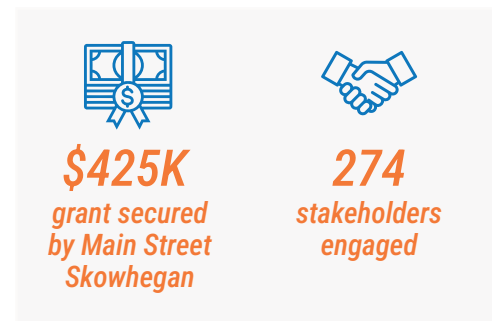 $
$425K
grant secured
by Main Street
Skowhegan
274
stakeholders
engaged